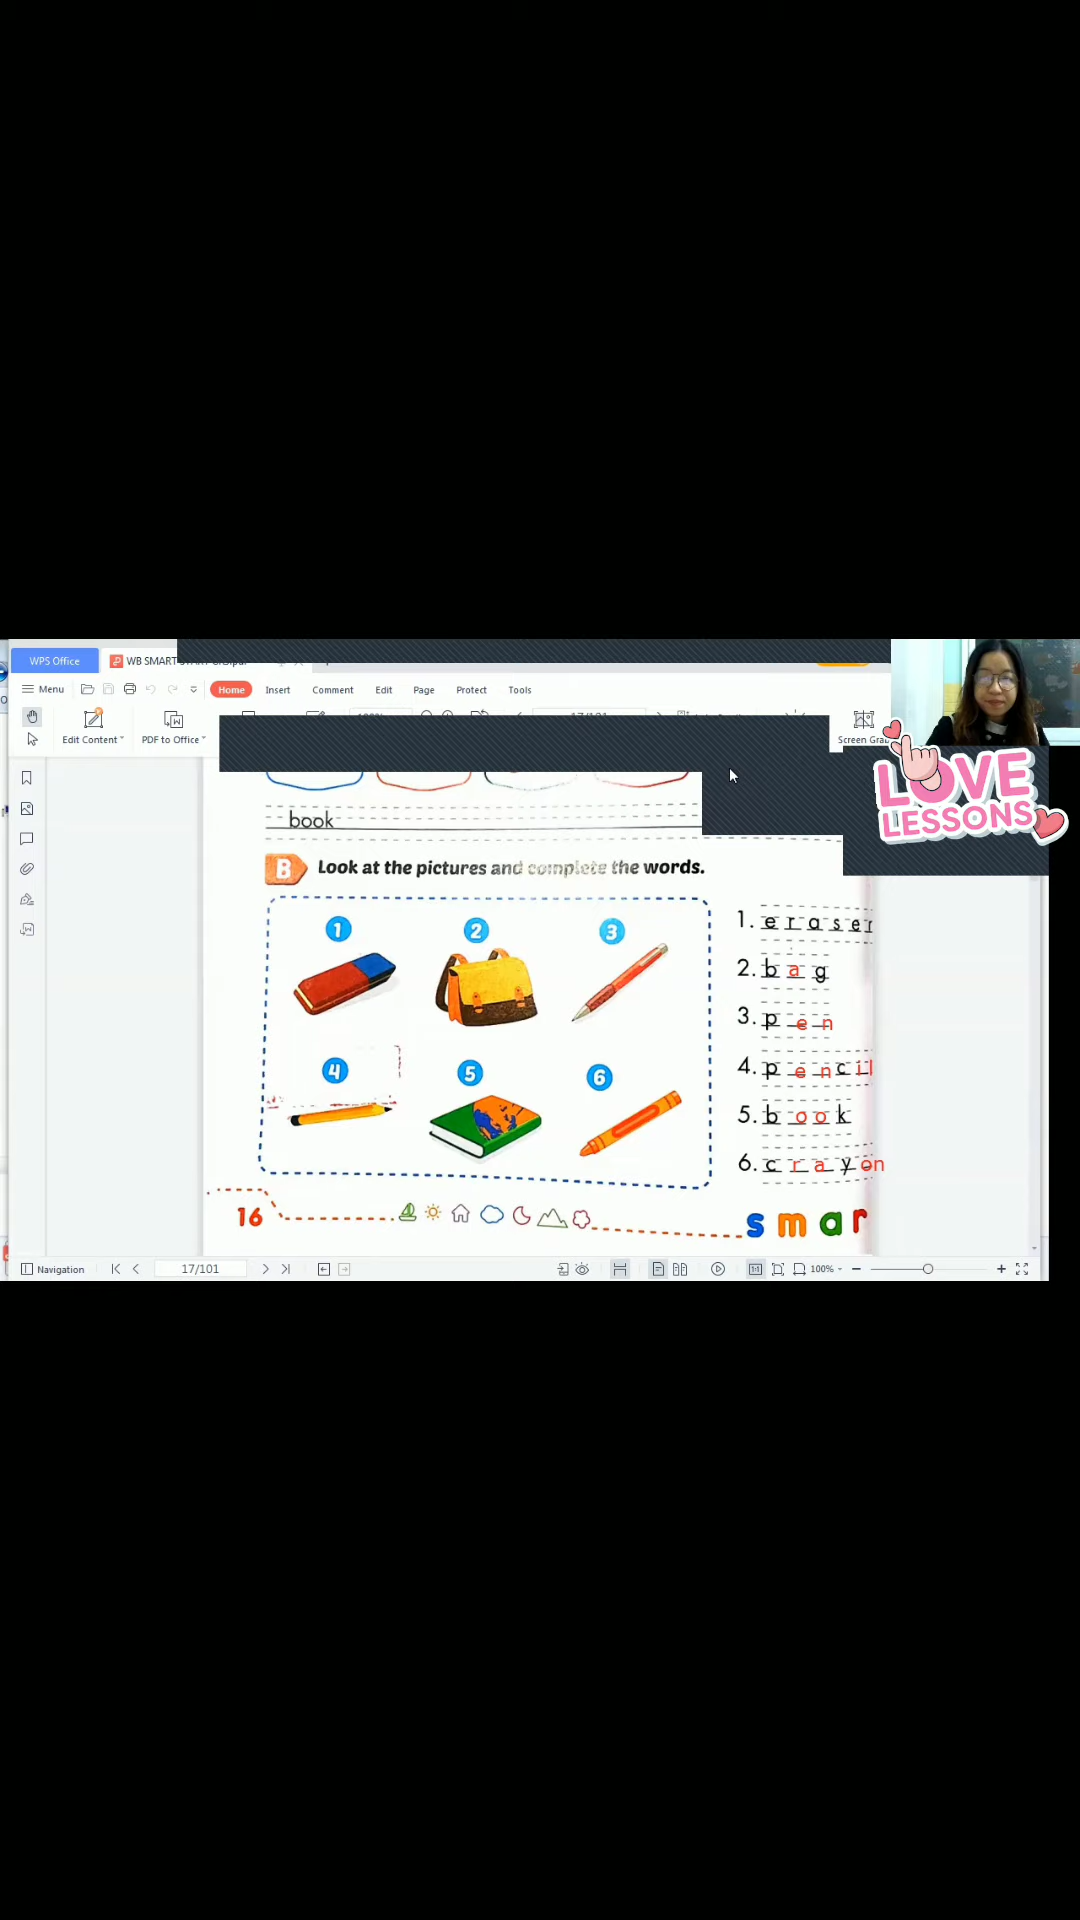 WPS Office
WB SMART
Menu
Home
Insert
Comment
Edit
Page
Protect
Tools
Edit Content
PDF to Office
Screen Grab
LOVE
LESSONS
book
B Look at the pictures and complete the words.
1
2
3
4
5
6
1. eraser
2. bag
3. pen
4. pencil
5. book
6. crayon
16
smar
Navigation
17/101
1:1
100%